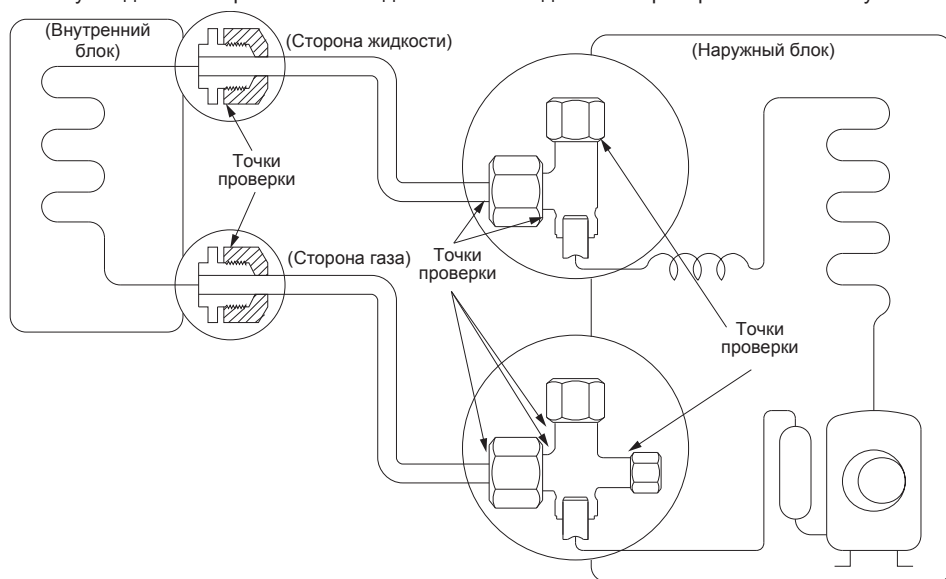 (Внутренний
блок)
(Сторона жидкости)
(Наружный блок)
Точки
проверки
(Сторона газа)
Точки
проверки
Точки
проверки